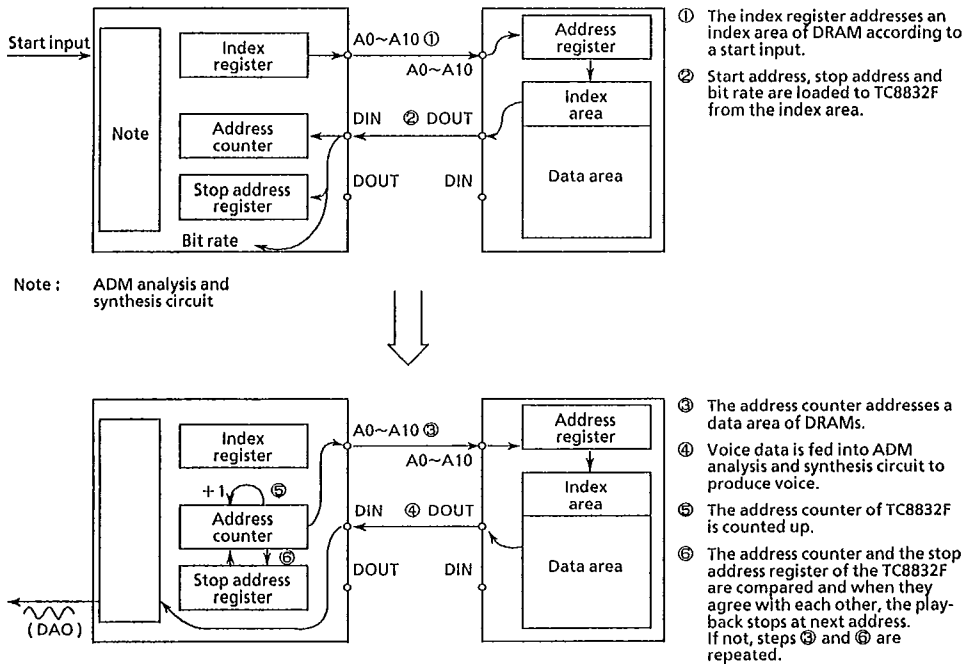 Start input
Note
Index
register
Address
counter
Stop address
register
Bit rate
A0~A10 ①
A0~A10
DIN ② DOUT
DOUT DIN
Address
register
Index
area
Data area
① The index register addresses an
index area of DRAM according to
a start input.
② Start address, stop address and
bit rate are loaded to TC8832F
from the index area.
Note : ADM analysis and
synthesis circuit
Index
register
+1 ⑤
Address
counter
⑥
Stop address
register
(DAO)
A0~A10 ③
A0~A10
DIN ④ DOUT
DOUT DIN
Address
register
Index
area
Data area
③ The address counter addresses a
data area of DRAMs.
④ Voice data is fed into ADM
analysis and synthesis circuit to
produce voice.
⑤ The address counter of TC8832F
is counted up.
⑥ The address counter and the stop
address register of the TC8832F
are compared and when they
agree with each other, the play-
back stops at next address.
If not, steps ③ and ⑥ are
repeated.